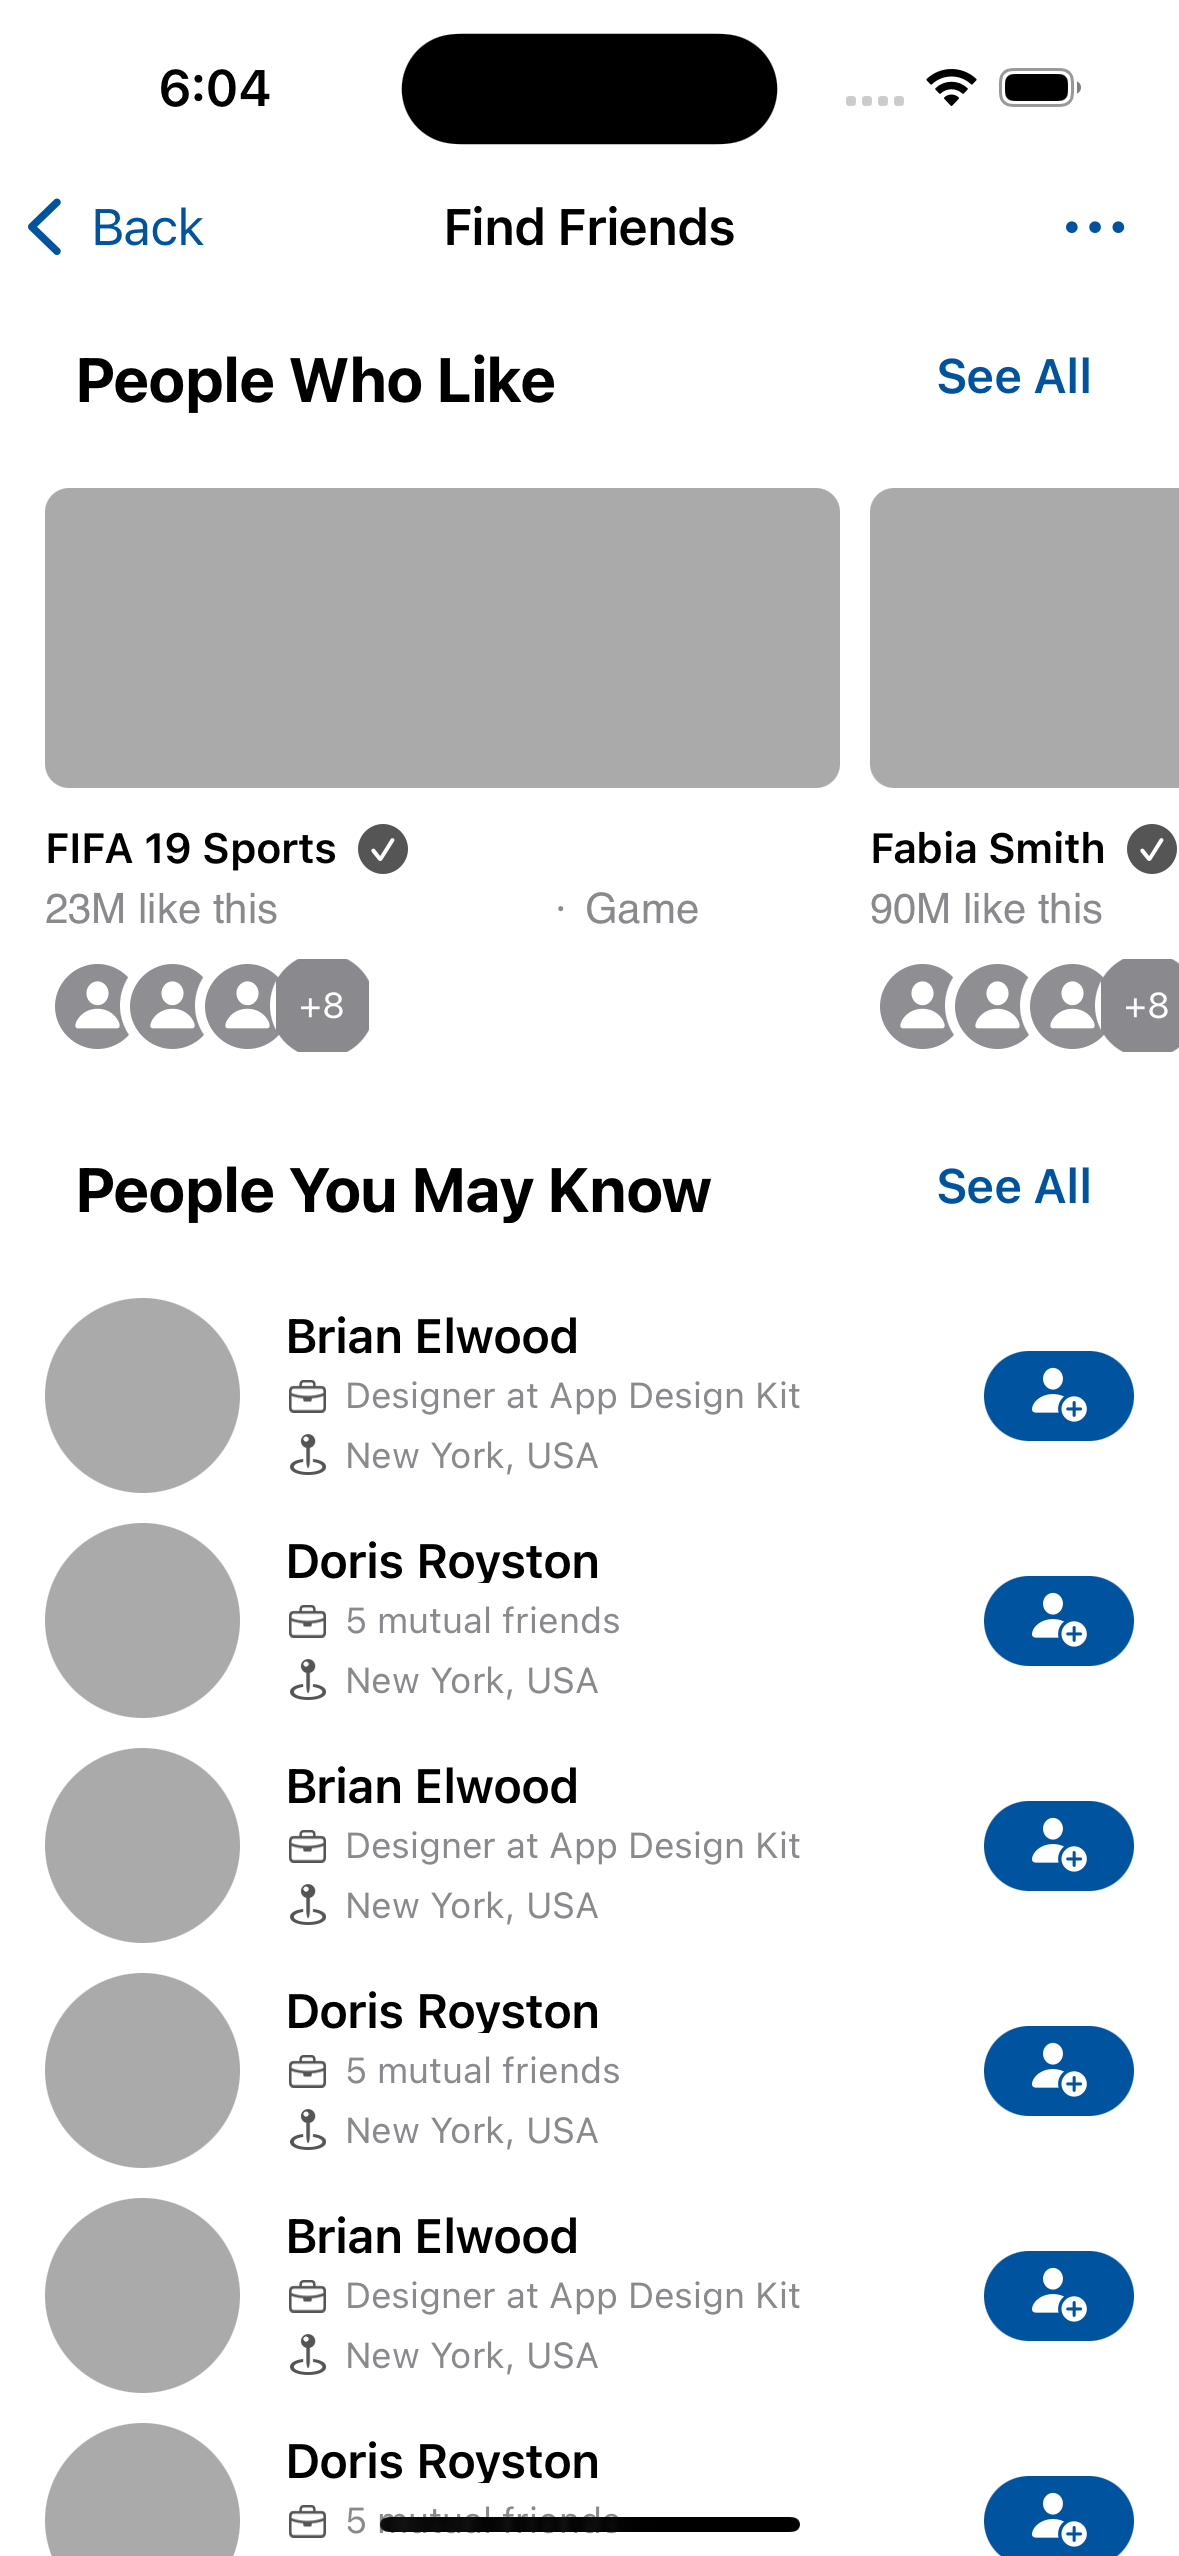 6:04
Back
Find Friends
People Who Like
See All
FIFA 19 Sports
23M like this · Game
+8
Fabia Smith
90M like this
+8
People You May Know
See All
Brian Elwood
Designer at App Design Kit
New York, USA
Doris Royston
5 mutual friends
New York, USA
Brian Elwood
Designer at App Design Kit
New York, USA
Doris Royston
5 mutual friends
New York, USA
Brian Elwood
Designer at App Design Kit
New York, USA
Doris Royston
5 mutual friends